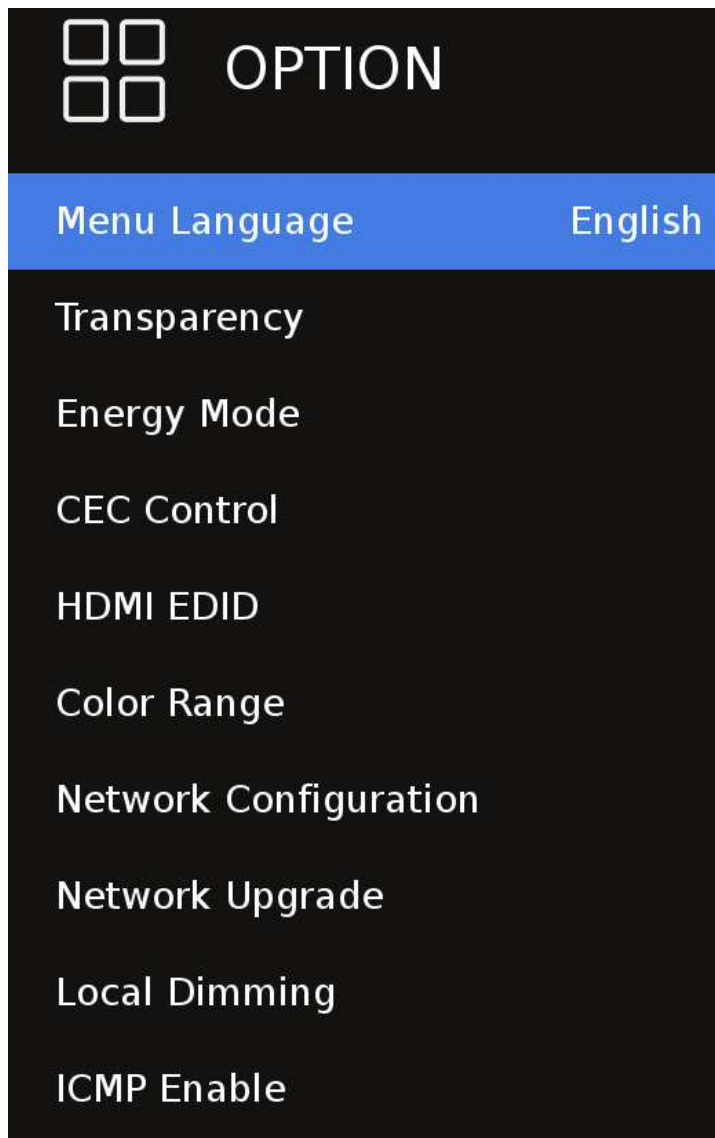 OPTION
Menu Language English
Transparency
Energy Mode
CEC Control
HDMI EDID
Color Range
Network Configuration
Network Upgrade
Local Dimming
ICMP Enable